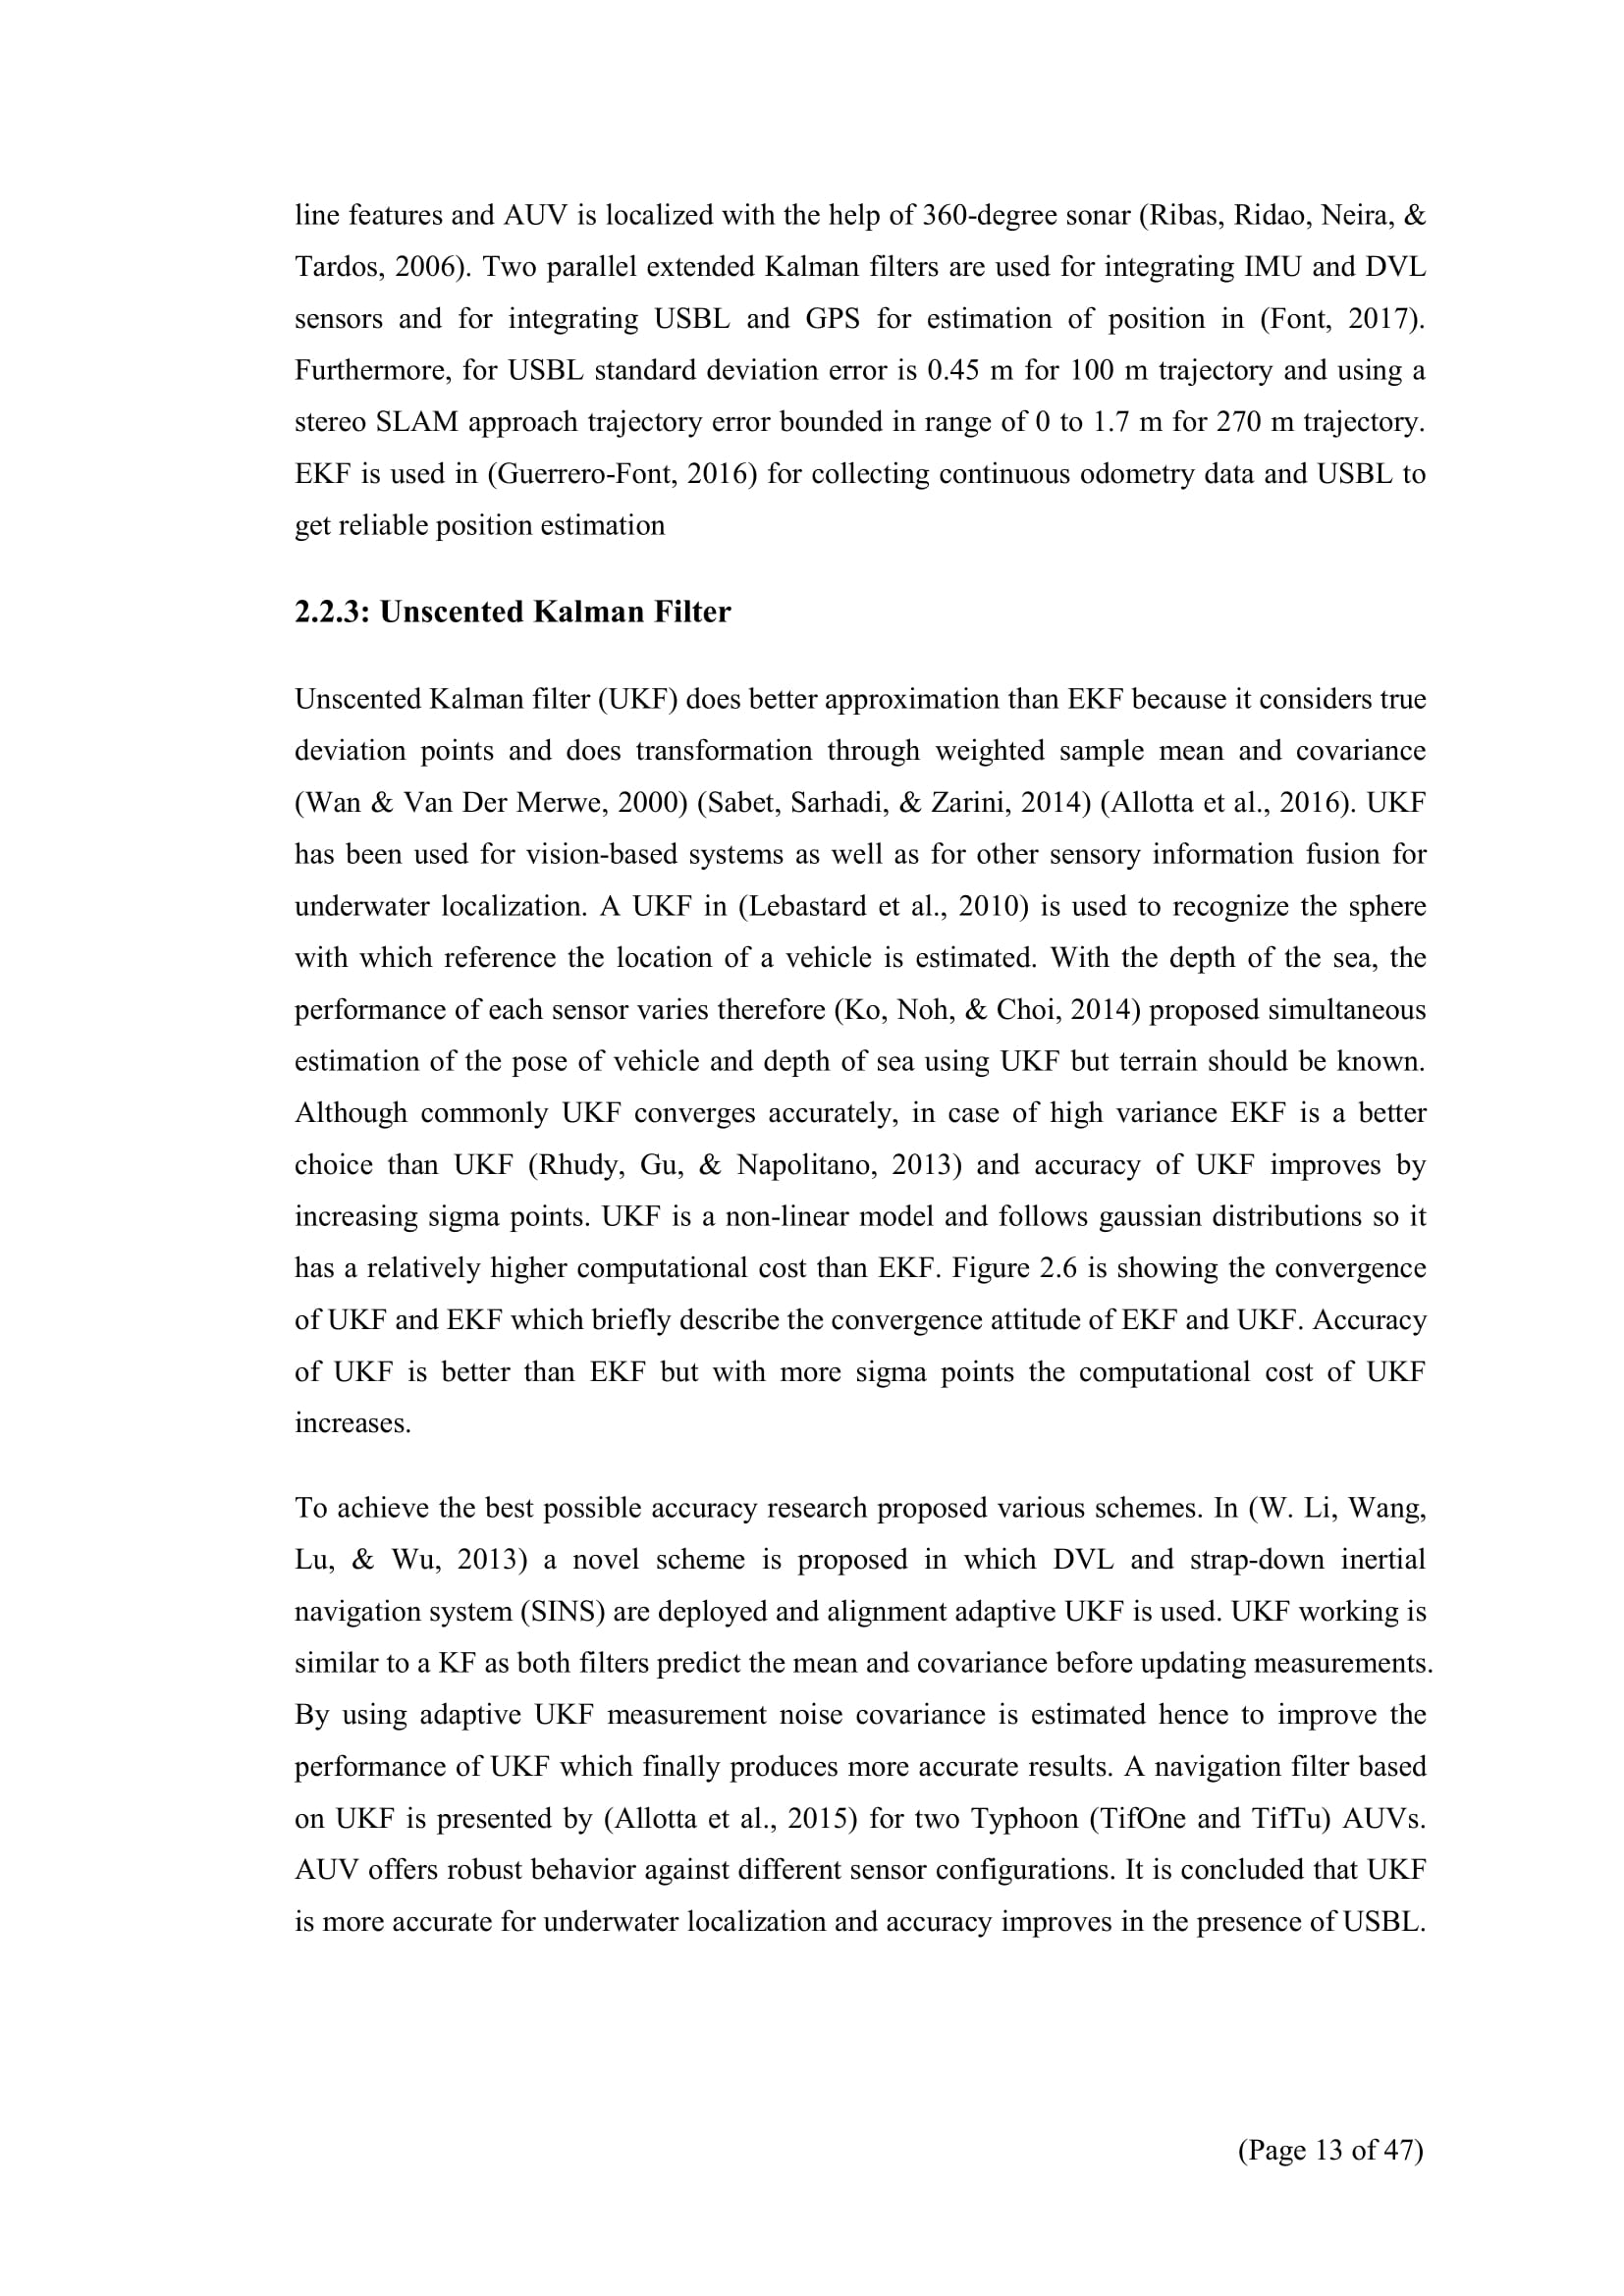 line features and AUV is localized with the help of 360-degree sonar (Ribas, Ridao, Neira, &
Tardos, 2006). Two parallel extended Kalman filters are used for integrating IMU and DVL
sensors and for integrating USBL and GPS for estimation of position in (Font, 2017).
Furthermore, for USBL standard deviation error is 0.45 m for 100 m trajectory and using a
stereo SLAM approach trajectory error bounded in range of 0 to 1.7 m for 270 m trajectory.
EKF is used in (Guerrero-Font, 2016) for collecting continuous odometry data and USBL to
get reliable position estimation
2.2.3: Unscented Kalman Filter
Unscented Kalman filter (UKF) does better approximation than EKF because it considers true
deviation points and does transformation through weighted sample mean and covariance
(Wan & Van Der Merwe, 2000) (Sabet, Sarhadi, & Zarini, 2014) (Allotta et al., 2016). UKF
has been used for vision-based systems as well as for other sensory information fusion for
underwater localization. A UKF in (Lebastard et al., 2010) is used to recognize the sphere
with which reference the location of a vehicle is estimated. With the depth of the sea, the
performance of each sensor varies therefore (Ko, Noh, & Choi, 2014) proposed simultaneous
estimation of the pose of vehicle and depth of sea using UKF but terrain should be known.
Although commonly UKF converges accurately, in case of high variance EKF is a better
choice than UKF (Rhudy, Gu, & Napolitano, 2013) and accuracy of UKF improves by
increasing sigma points. UKF is a non-linear model and follows gaussian distributions so it
has a relatively higher computational cost than EKF. Figure 2.6 is showing the convergence
of UKF and EKF which briefly describe the convergence attitude of EKF and UKF. Accuracy
of UKF is better than EKF but with more sigma points the computational cost of UKF
increases.
To achieve the best possible accuracy research proposed various schemes. In (W. Li, Wang,
Lu, & Wu, 2013) a novel scheme is proposed in which DVL and strap-down inertial
navigation system (SINS) are deployed and alignment adaptive UKF is used. UKF working is
similar to a KF as both filters predict the mean and covariance before updating measurements.
By using adaptive UKF measurement noise covariance is estimated hence to improve the
performance of UKF which finally produces more accurate results. A navigation filter based
on UKF is presented by (Allotta et al., 2015) for two Typhoon (TifOne and TifTu) AUVs.
AUV offers robust behavior against different sensor configurations. It is concluded that UKF
is more accurate for underwater localization and accuracy improves in the presence of USBL.
(Page 13 of 47)